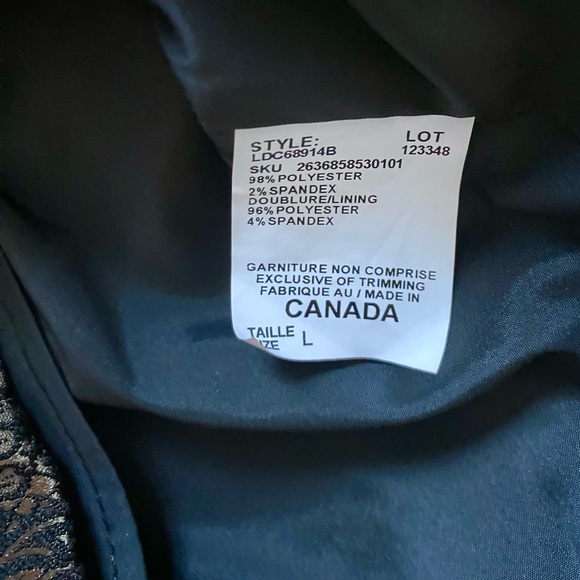 STYLE: LOT
LDC68914B 123348
SKU 2636858530101
98% POLYESTER
2% SPANDEX
DOUBLURE/LINING
96% POLYESTER
4% SPANDEX
GARNITURE NON COMPRISE
EXCLUSIVE OF TRIMMING
FABRIQUE AU / MADE IN
CANADA
TAILLE
L